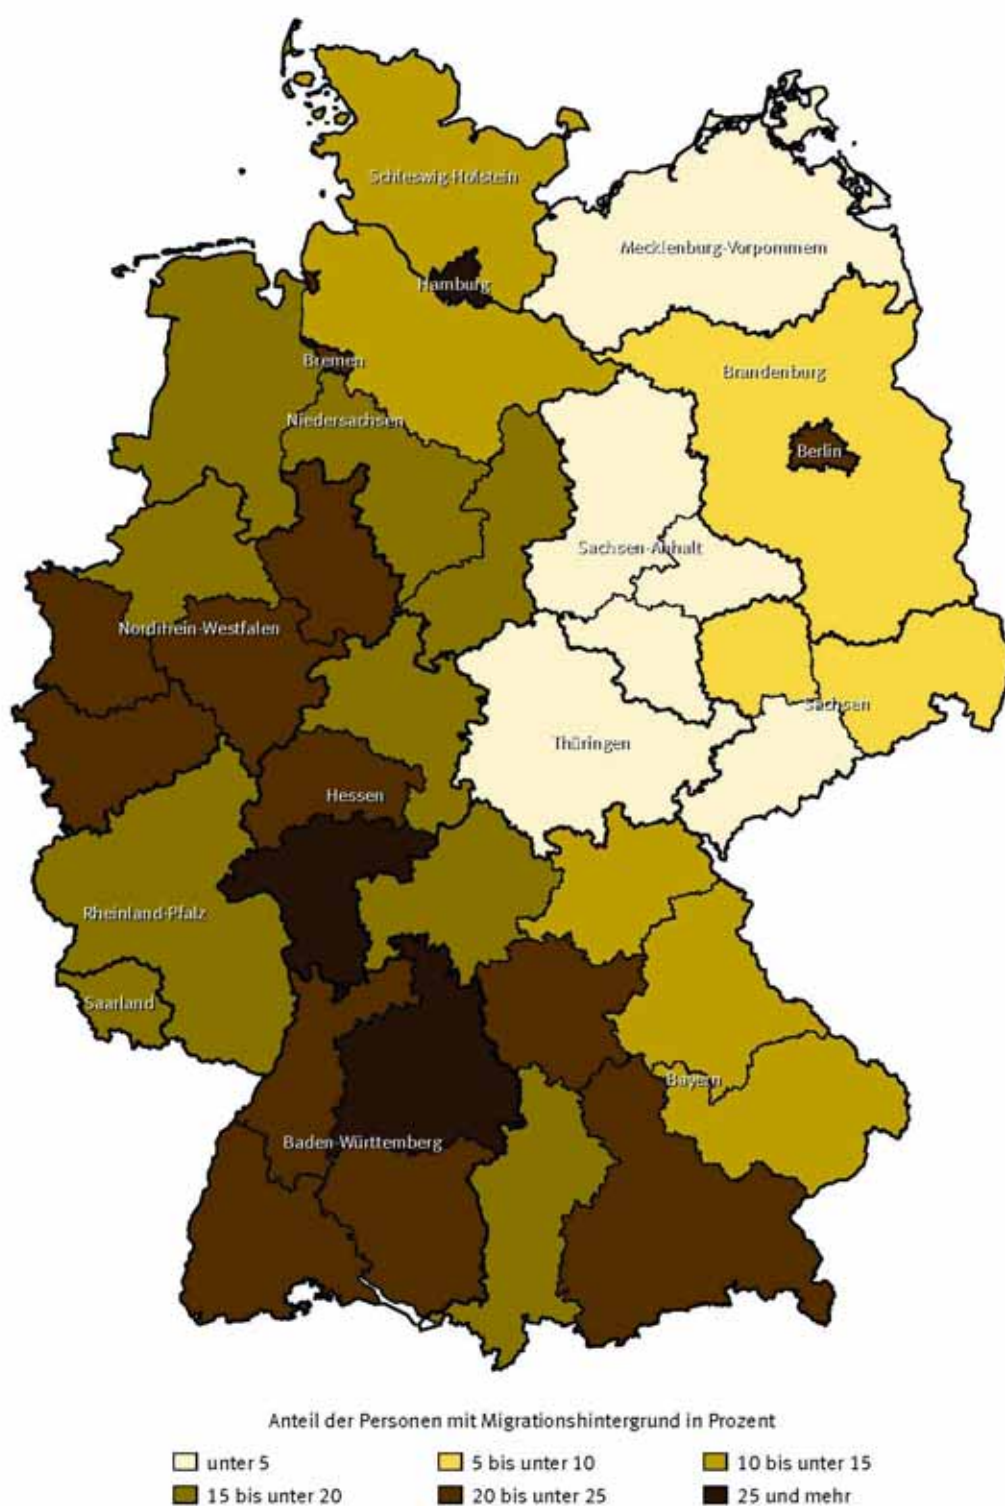 Schleswig-Holstein
Mecklenburg-Vorpommern
Hamburg
Bremen
Brandenburg
Niedersachsen
Berlin
Sachsen-Anhalt
Nordrhein-Westfalen
Sachsen
Thüringen
Hessen
Rheinland-Pfalz
Saarland
Bayern
Baden-Württemberg
Anteil der Personen mit Migrationshintergrund in Prozent
unter 5 5 bis unter 10 10 bis unter 15
15 bis unter 20 20 bis unter 25 25 und mehr